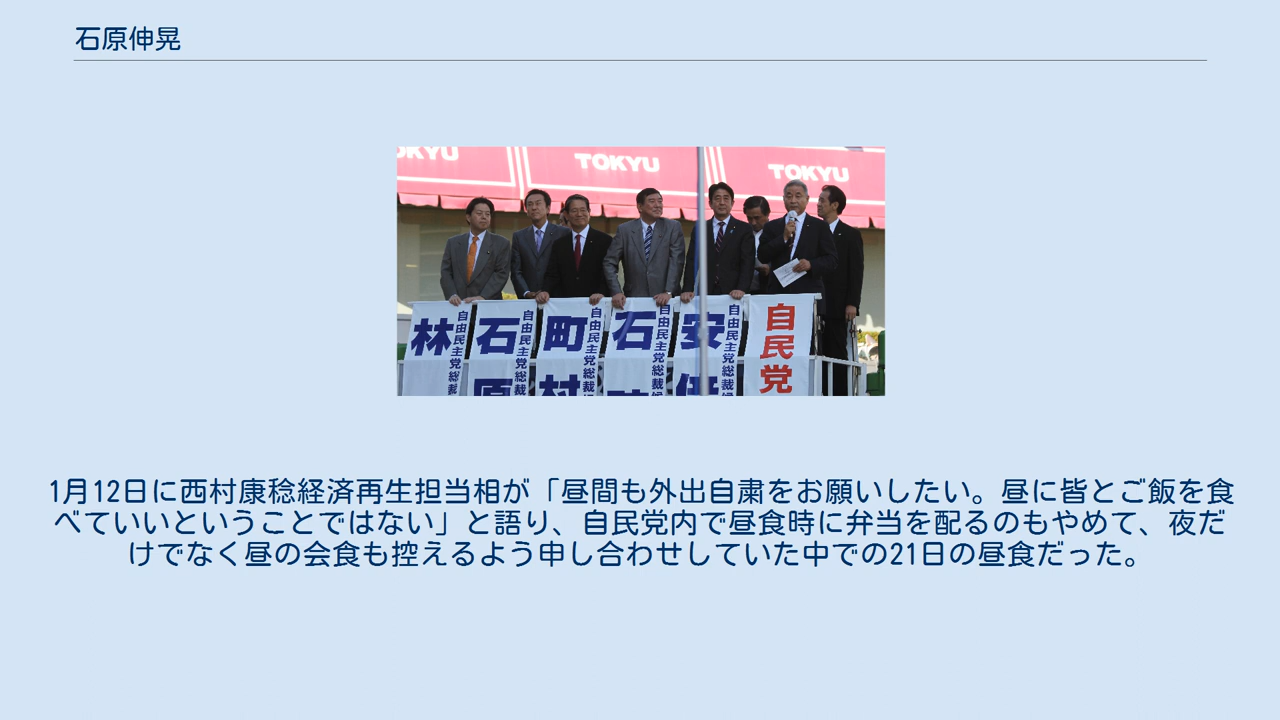 石原伸晃
OKYU
TOKYU
TOKYU
林
自由民主党総裁
石原
自由民主党総裁
町村
自由民主党総裁
石
自由民主党総裁
安倍
自由民主党総裁候
自民党
1月12日に西村康稔経済再生担当相が「昼間も外出自粛をお願いしたい。昼に皆とご飯を食
べていいということではない」と語り、自民党内で昼食時に弁当を配るのもやめて、夜だ
けでなく昼の会食も控えるよう申し合わせしていた中での21日の昼食だった。